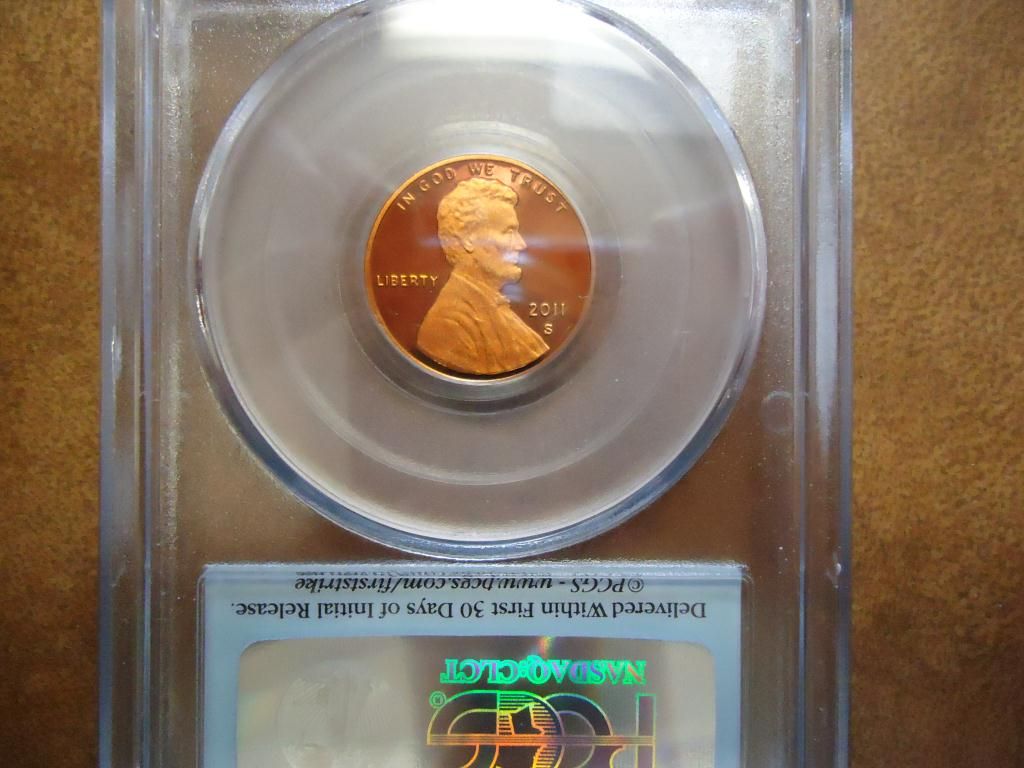 IN GOD WE TRUST
LIBERTY
2011
S
©PCGS - www.pcgs.com/firststrike
Delivered Within First 30 Days of Initial Release.
NASDAQ:CLCT
PCGS ®